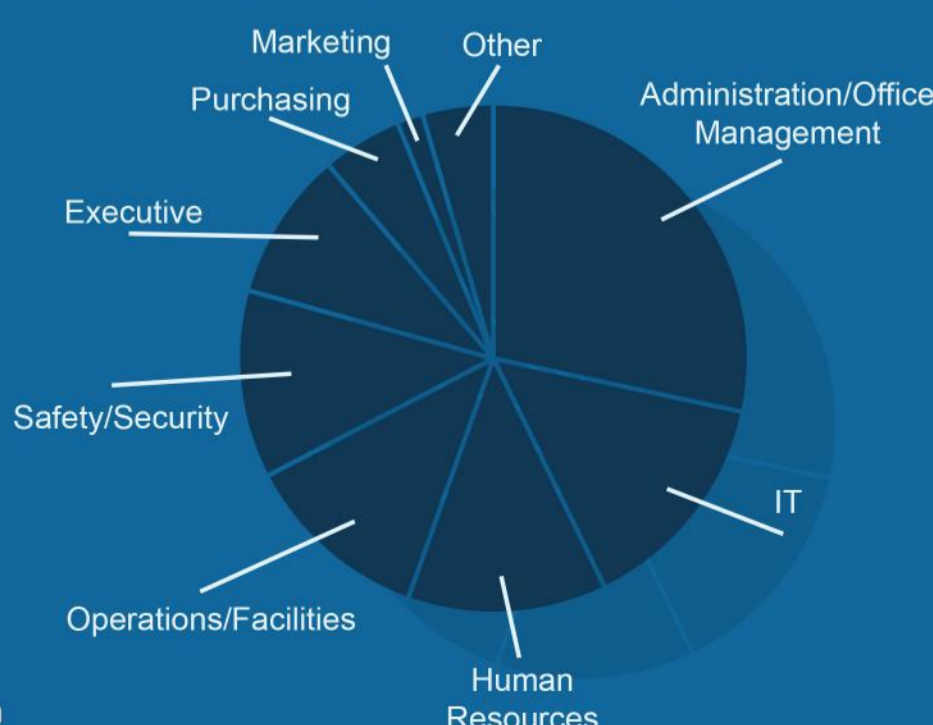 Marketing
Other
Purchasing
Administration/Office
Management
Executive
Safety/Security
IT
Operations/Facilities
Human
Resources